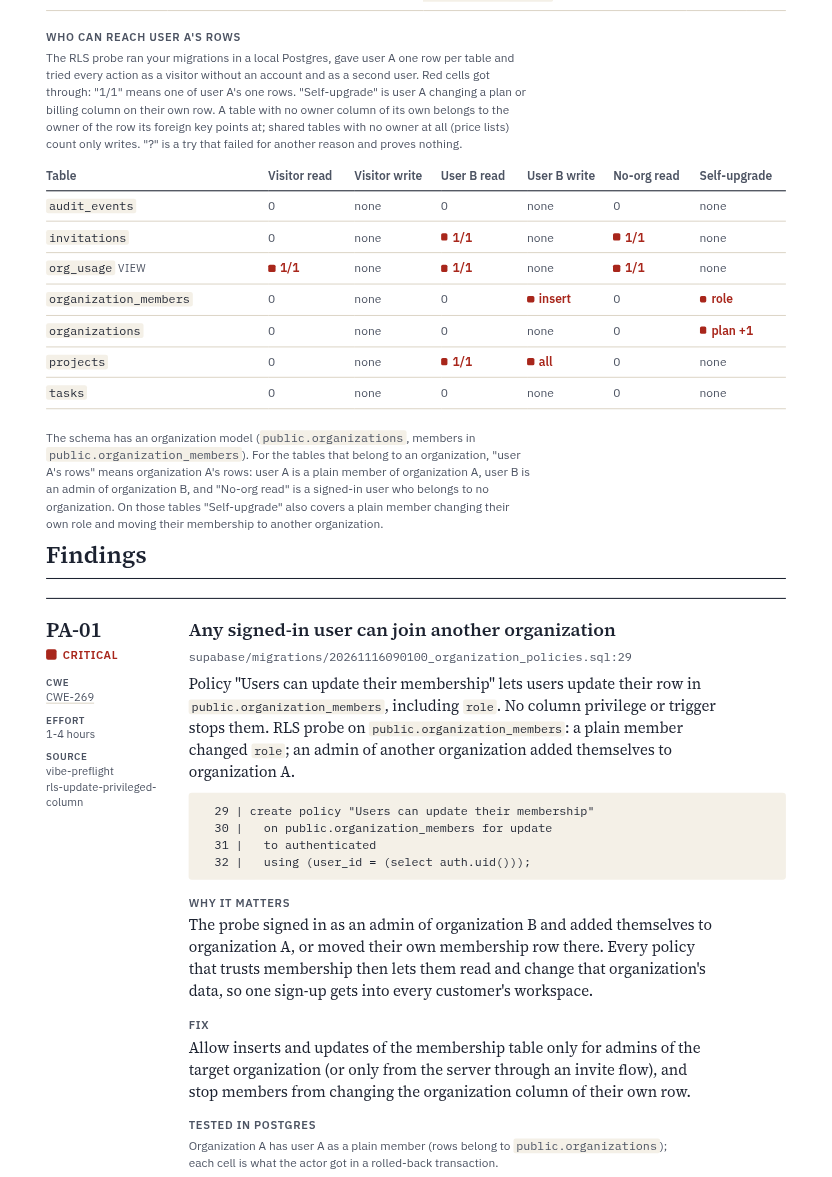 WHO CAN REACH USER A'S ROWS
The RLS probe ran your migrations in a local Postgres, gave user A one row per table and
tried every action as a visitor without an account and as a second user. Red cells got
through: "1/1" means one of user A's one rows. "Self-upgrade" is user A changing a plan or
billing column on their own row. A table with no owner column of its own belongs to the
owner of the row its foreign key points at; shared tables with no owner at all (price lists)
count only writes. "?" is a try that failed for another reason and proves nothing.
Table Visitor read Visitor write User B read User B write No-org read Self-upgrade
audit_events 0 none 0 none 0 none
invitations 0 none 1/1 none 1/1 none
org_usage VIEW 1/1 none 1/1 none 1/1 none
organization_members 0 none 0 insert 0 role
organizations 0 none 0 none 0 plan +1
projects 0 none 1/1 all 0 none
tasks 0 none 0 none 0 none
The schema has an organization model (public.organizations, members in
public.organization_members). For the tables that belong to an organization, "user
A's rows" means organization A's rows: user A is a plain member of organization A, user B is
an admin of organization B, and "No-org read" is a signed-in user who belongs to no
organization. On those tables "Self-upgrade" also covers a plain member changing their
own role and moving their membership to another organization.
Findings
PA-01
CRITICAL
CWE
CWE-269
EFFORT
1-4 hours
SOURCE
vibe-preflight
rls-update-privileged-
column
Any signed-in user can join another organization
supabase/migrations/20261116090100_organization_policies.sql:29
Policy "Users can update their membership" lets users update their row in
public.organization_members, including role. No column privilege or trigger
stops them. RLS probe on public.organization_members: a plain member
changed role; an admin of another organization added themselves to
organization A.
29 | create policy "Users can update their membership"
30 |   on public.organization_members for update
31 |   to authenticated
32 |   using (user_id = (select auth.uid()));
WHY IT MATTERS
The probe signed in as an admin of organization B and added themselves to
organization A, or moved their own membership row there. Every policy
that trusts membership then lets them read and change that organization's
data, so one sign-up gets into every customer's workspace.
FIX
Allow inserts and updates of the membership table only for admins of the
target organization (or only from the server through an invite flow), and
stop members from changing the organization column of their own row.
TESTED IN POSTGRES
Organization A has user A as a plain member (rows belong to public.organizations);
each cell is what the actor got in a rolled-back transaction.